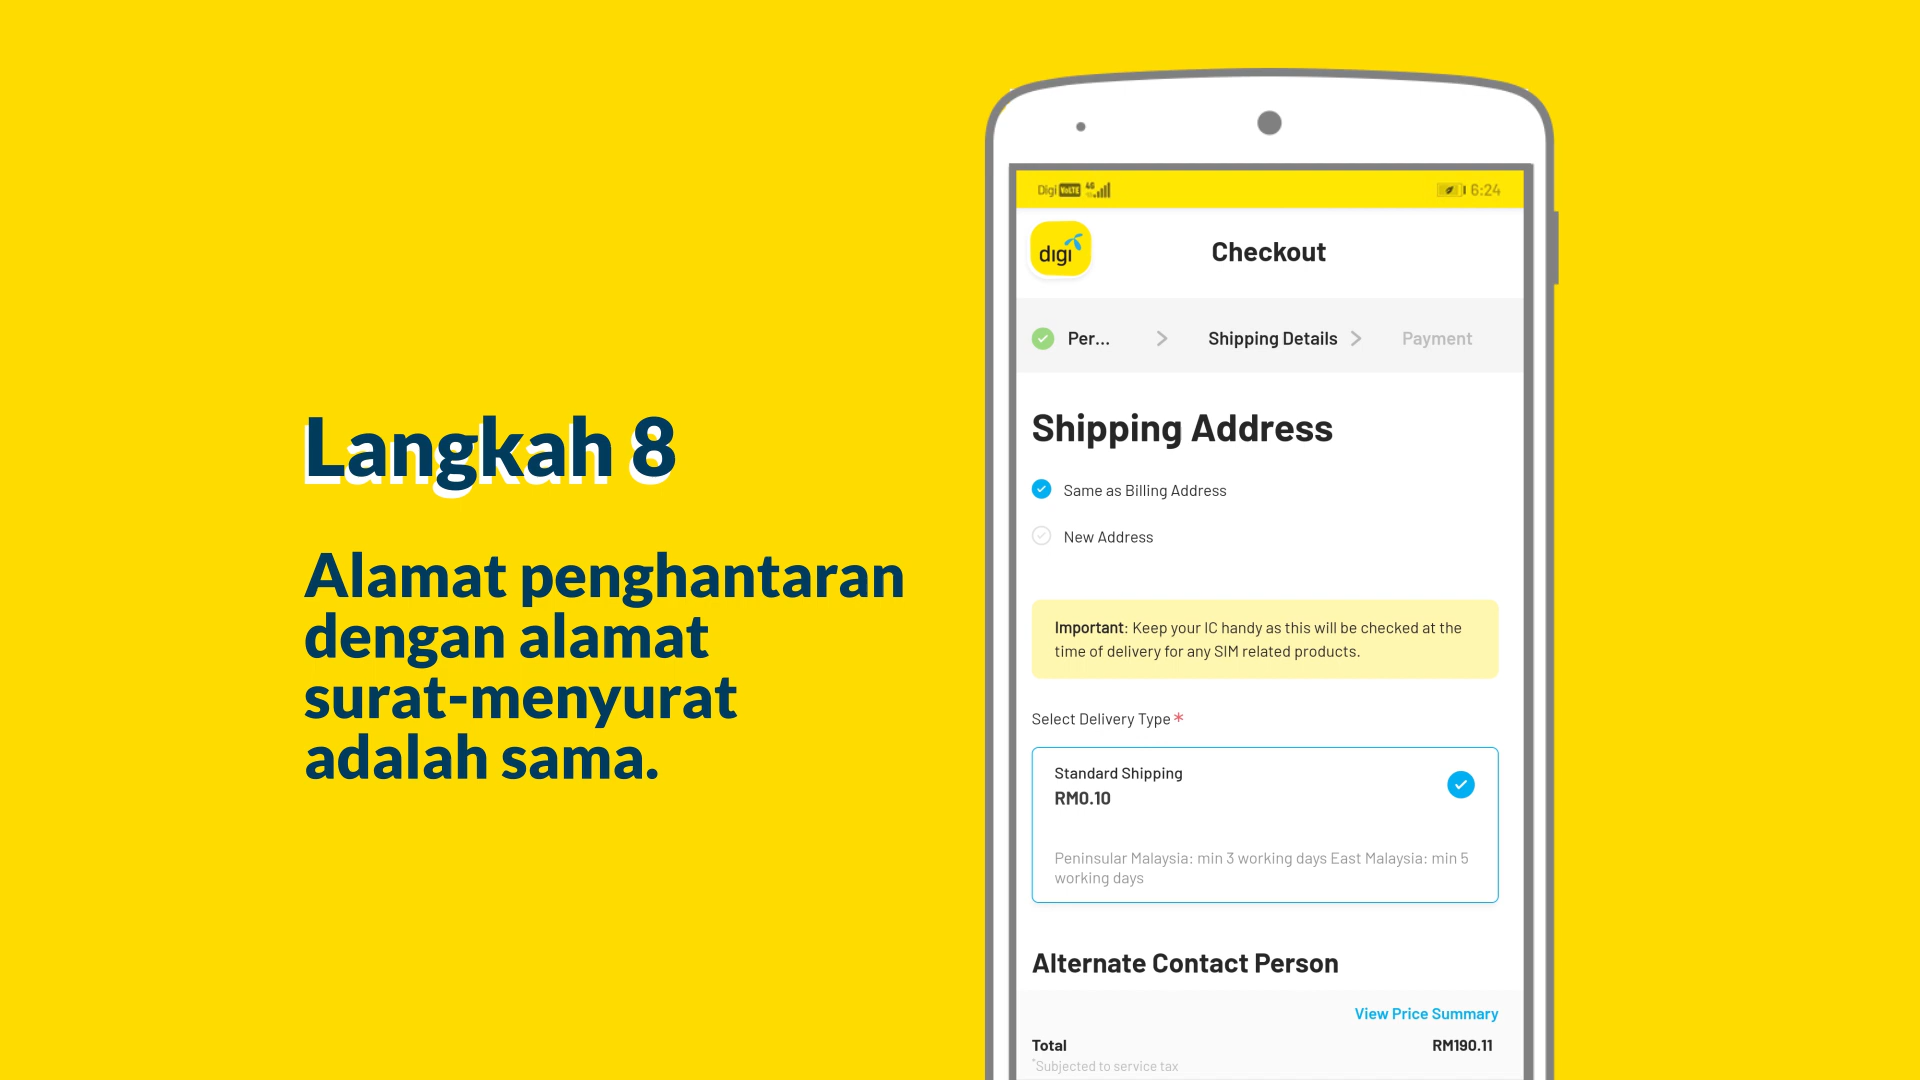 Langkah 8
Alamat penghantaran
dengan alamat
surat-menyurat
adalah sama.
Digi VoLTE 4G 6:24
digi
Checkout
Per... Shipping Details Payment
Shipping Address
Same as Billing Address
New Address
Important: Keep your IC handy as this will be checked at the
time of delivery for any SIM related products.
Select Delivery Type*
Standard Shipping
RM0.10
Peninsular Malaysia: min 3 working days East Malaysia: min 5
working days
Alternate Contact Person
View Price Summary
Total RM190.11
*Subjected to service tax